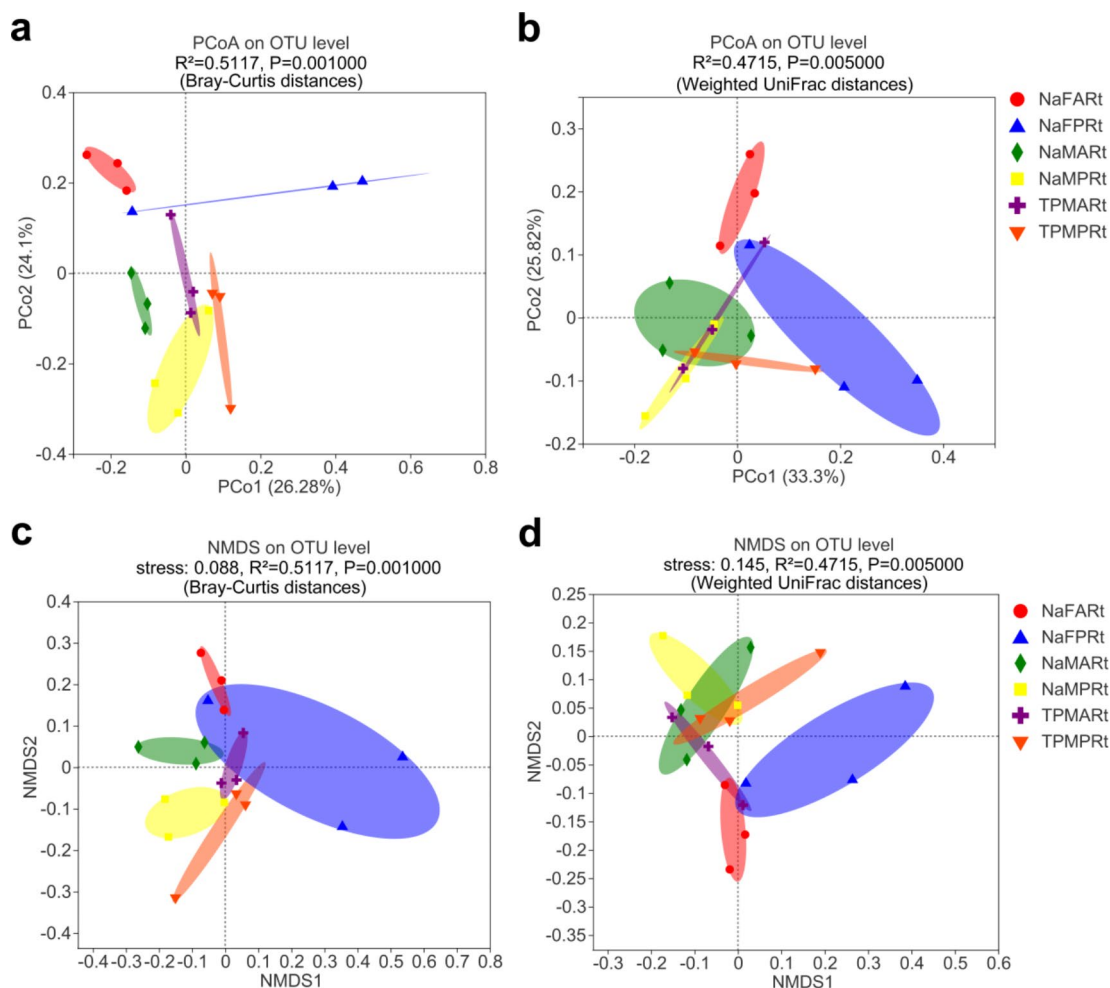 a
PCoA on OTU level
R²=0.5117, P=0.001000
(Bray-Curtis distances)
0.4
0.2
0
-0.2
-0.4
PCo2 (24.1%)
-0.2 0 0.2 0.4 0.6 0.8
PCo1 (26.28%)
b
PCoA on OTU level
R²=0.4715, P=0.005000
(Weighted UniFrac distances)
0.3
0.2
0.1
0
-0.1
-0.2
PCo2 (25.82%)
-0.2 0 0.2 0.4
PCo1 (33.3%)
NaFARt
NaFPRt
NaMARt
NaMPRt
TPMARt
TPMPRt
c
NMDS on OTU level
stress: 0.088, R²=0.5117, P=0.001000
(Bray-Curtis distances)
0.4
0.3
0.2
0.1
0
-0.1
-0.2
-0.3
-0.4
NMDS2
-0.4 -0.3 -0.2 -0.1 0 0.1 0.2 0.3 0.4 0.5 0.6 0.7 0.8
NMDS1
d
NMDS on OTU level
stress: 0.145, R²=0.4715, P=0.005000
(Weighted UniFrac distances)
0.25
0.2
0.15
0.1
0.05
0
-0.05
-0.1
-0.15
-0.2
-0.25
-0.3
-0.35
NMDS2
-0.3 -0.2 -0.1 0 0.1 0.2 0.3 0.4 0.5 0.6
NMDS1
NaFARt
NaFPRt
NaMARt
NaMPRt
TPMARt
TPMPRt